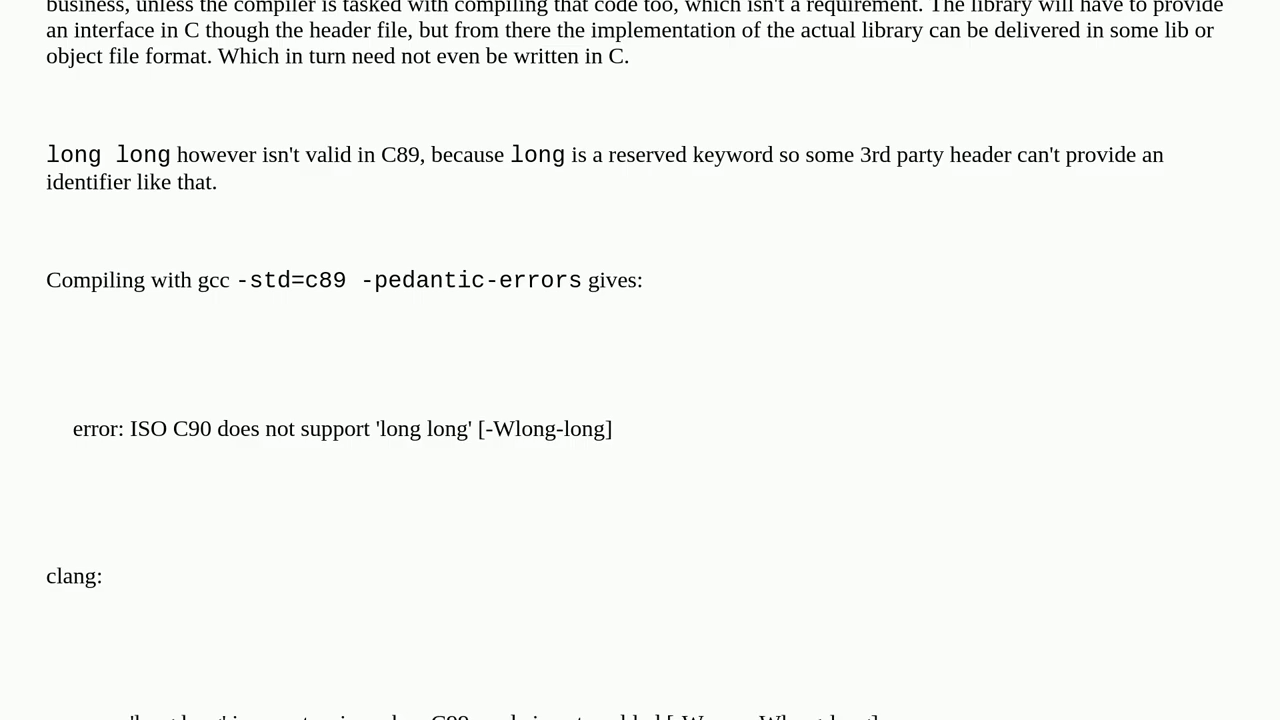 business, unless the compiler is tasked with compiling that code too, which isn't a requirement. The library will have to provide
an interface in C though the header file, but from there the implementation of the actual library can be delivered in some lib or
object file format. Which in turn need not even be written in C.
long long however isn't valid in C89, because long is a reserved keyword so some 3rd party header can't provide an
identifier like that.
Compiling with gcc -std=c89 -pedantic-errors gives:
error: ISO C90 does not support 'long long' [-Wlong-long]
clang: